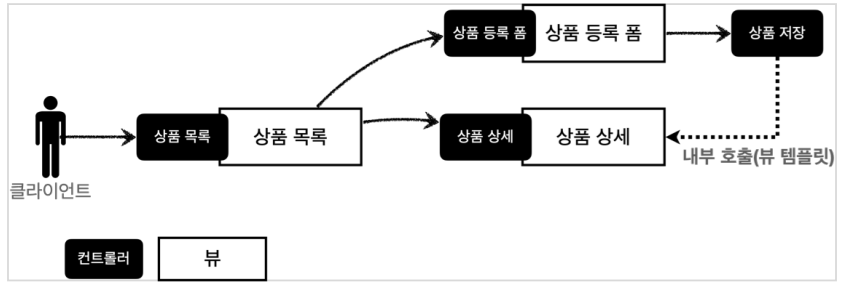 상품 등록 폼
상품 등록 폼
상품 저장
상품 목록
상품 목록
상품 상세
상품 상세
내부 호출(뷰 템플릿)
클라이언트
컨트롤러
뷰